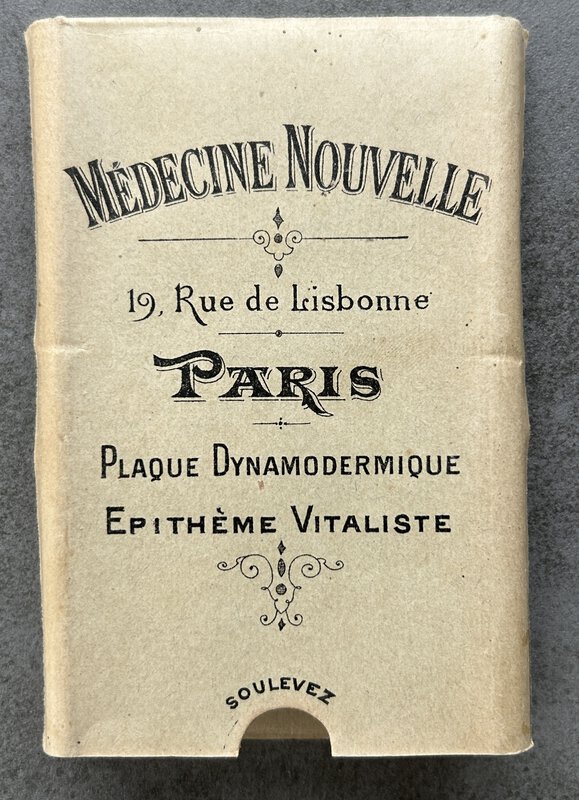 MÉDECINE NOUVELLE
19, Rue de Lisbonne
PARIS
PLAQUE DYNAMODERMIQUE
EPITHÈME VITALISTE
SOULEVEZ